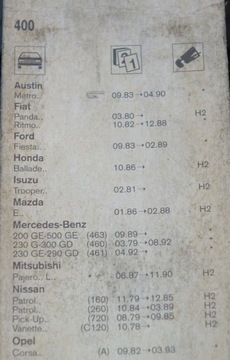 400
Austin
Metro.. 09.83→04.90
Fiat
Panda.. 03.80→ H2
Ritmo.. 10.82→12.88
Ford
Fiesta.. 09.83→02.89
Honda
Ballade.. 10.86→ H2
Isuzu
Trooper.. 02.81→ H2
Mazda
E.. 01.86→02.88 H2
Mercedes-Benz
200 GE-500 GE (463) 09.89→
230 G-300 GD (460) 03.79→08.92
230 GE-290 GD (461) 04.92→
Mitsubishi
Pajero.. L.. 06.87→11.90 H2
Nissan
Patrol.. (160) 11.79→12.85 H2
Patrol.. (260) 10.84→03.89 H2
Pick-Up.. (720) 08.79→09.85 H2
Vanette.. (C120) 10.78→ H2
Opel
Corsa.. (A) 09.82→03.83